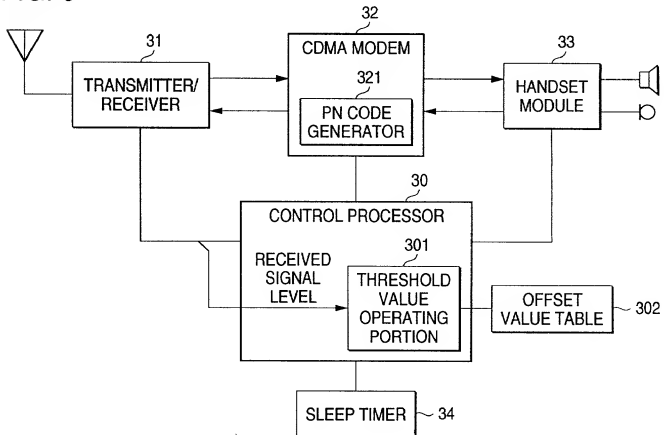 31
TRANSMITTER/
RECEIVER
32
CDMA MODEM
321
PN CODE
GENERATOR
33
HANDSET
MODULE
30
CONTROL PROCESSOR
RECEIVED
SIGNAL
LEVEL
301
THRESHOLD
VALUE
OPERATING
PORTION
OFFSET
VALUE TABLE
302
SLEEP TIMER
34